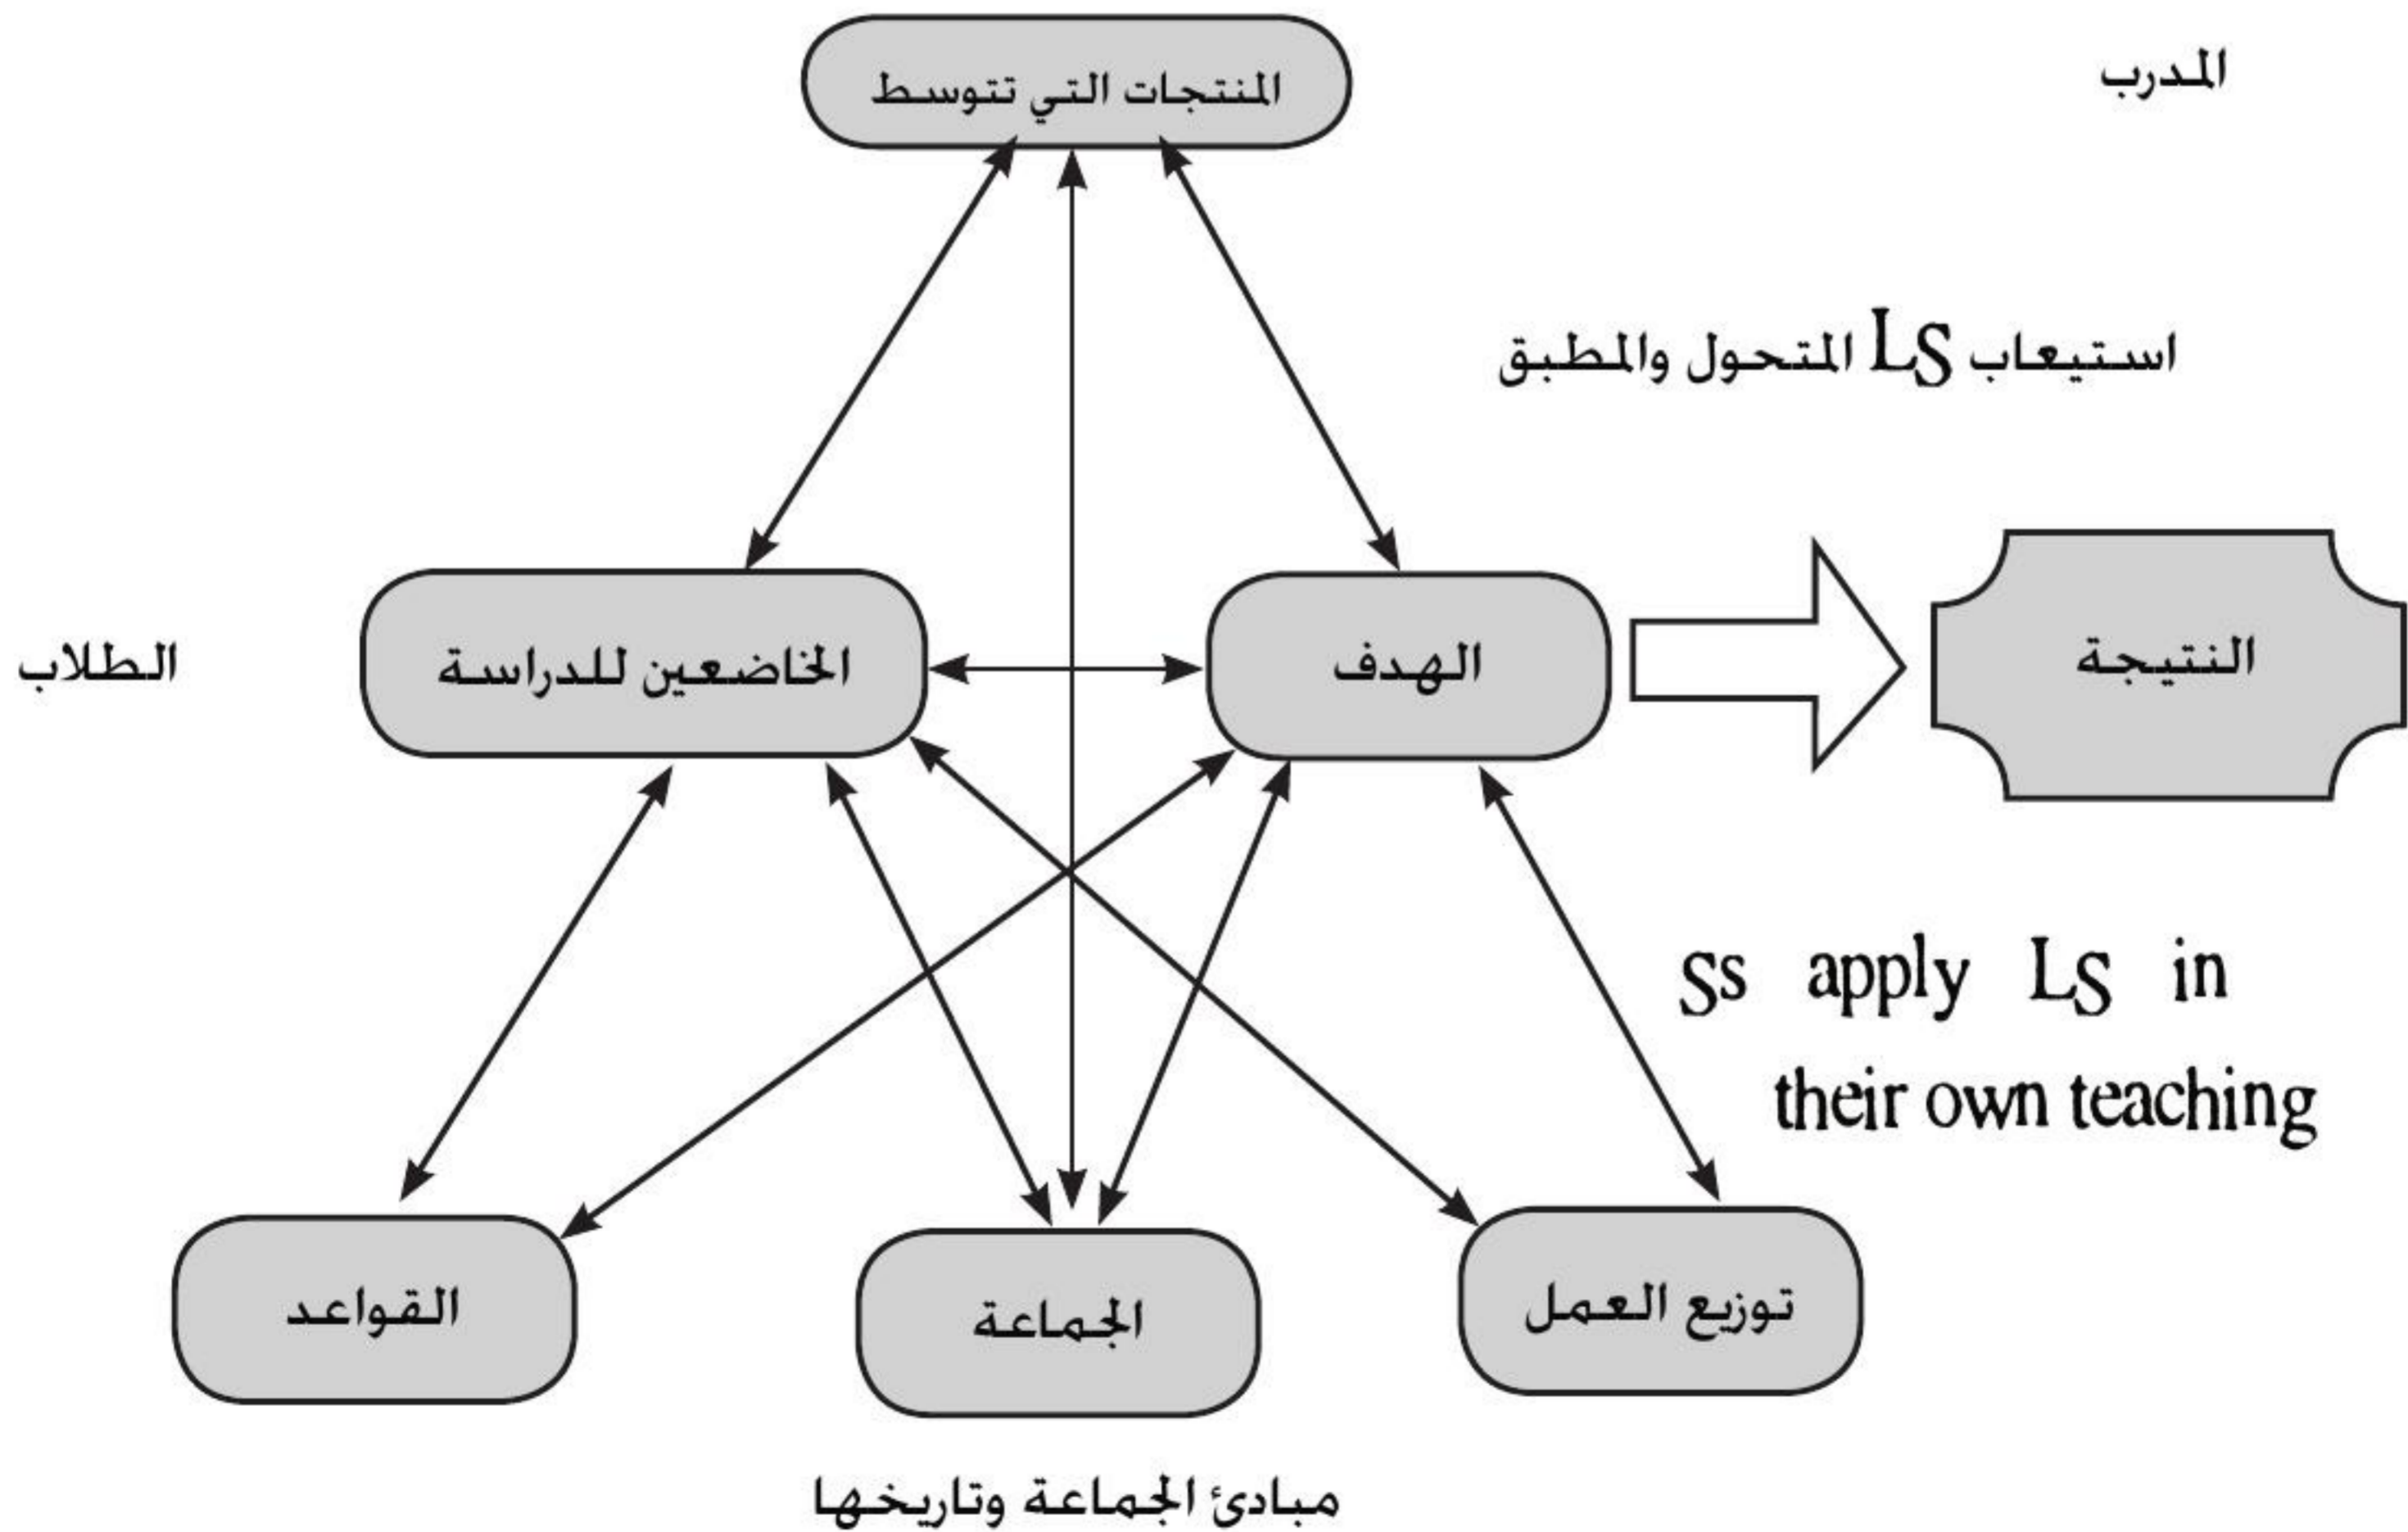 المنتجات التي تتوسط
المدرب
استيعاب LS المتحول والمطبق
الطلاب
الخاضعين للدراسة
الهدف
النتيجة
Ss apply LS in
their own teaching
القواعد
الجماعة
توزيع العمل
مبادئ الجماعة وتاريخها